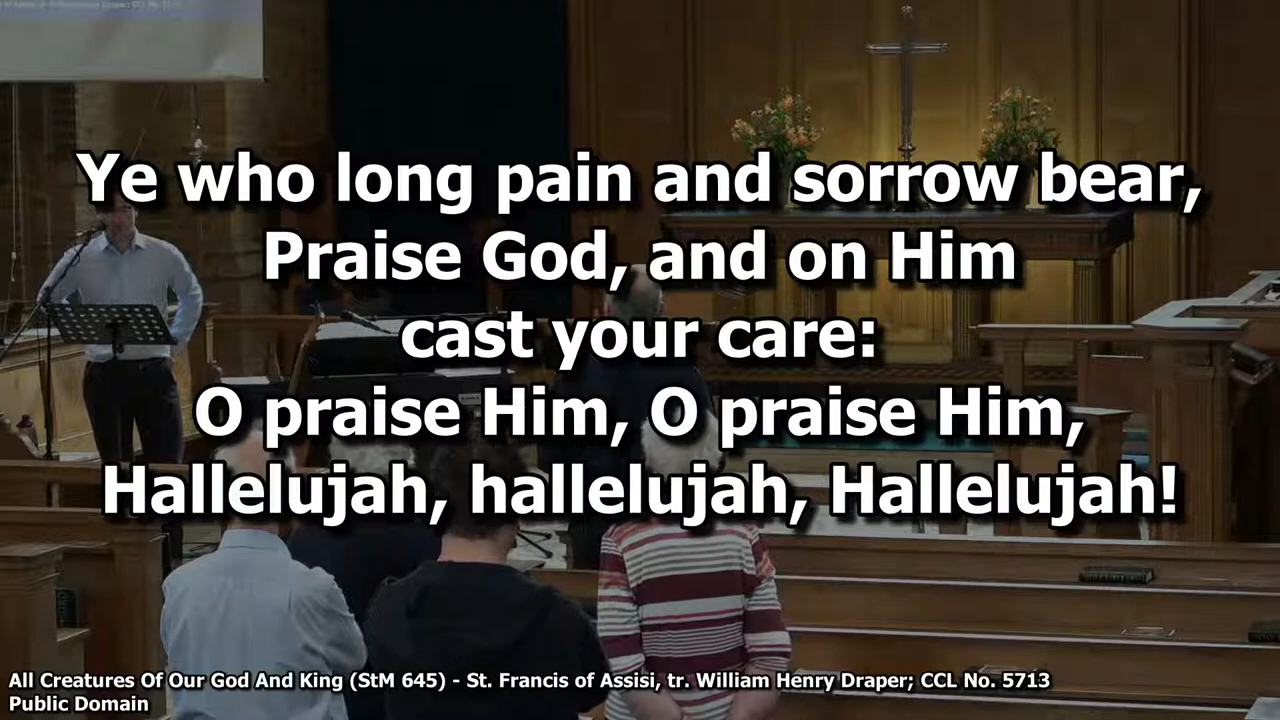 Ye who long pain and sorrow bear,
Praise God, and on Him
cast your care:
O praise Him, O praise Him,
Hallelujah, hallelujah, Hallelujah!
All Creatures Of Our God And King (StM 645) - St. Francis of Assisi, tr. William Henry Draper; CCL No. 5713
Public Domain